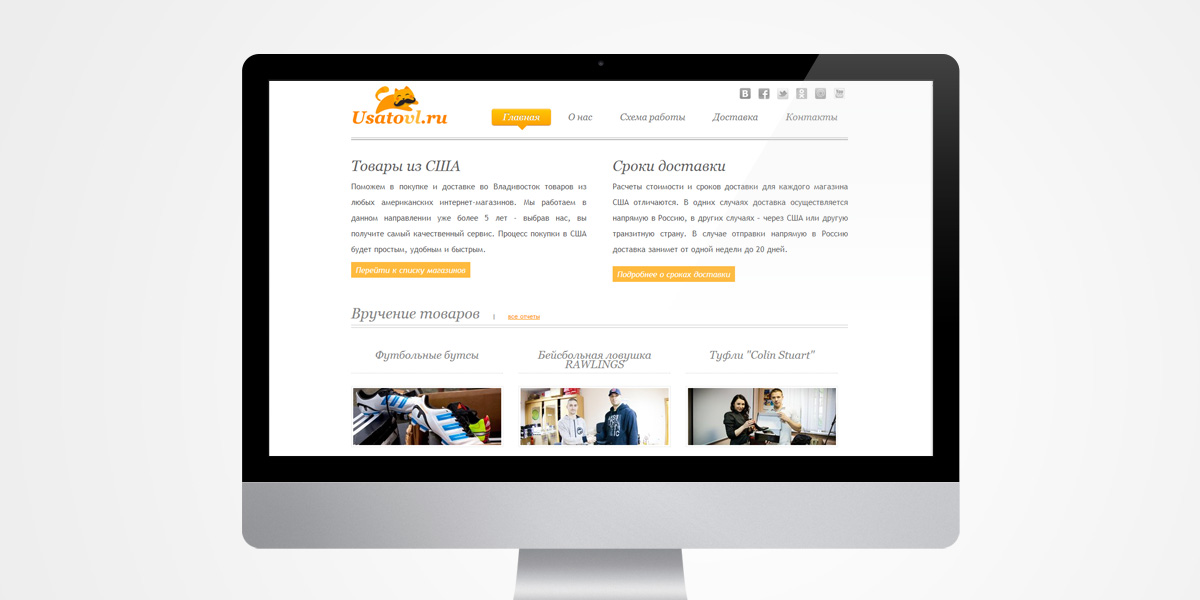 Usatovl.ru
Главная
О нас
Схема работы
Доставка
Контакты
Товары из США
Поможем в покупке и доставке во Владивосток товаров из
любых американских интернет-магазинов. Мы работаем в
данном направлении уже более 5 лет - выбрав нас, вы
получите самый качественный сервис. Процесс покупки в США
будет простым, удобным и быстрым.
Перейти к списку магазинов
Сроки доставки
Расчеты стоимости и сроков доставки для каждого магазина
США отличаются. В одних случаях доставка осуществляется
напрямую в Россию, в других случаях - через США или другую
транзитную страну. В случае отправки напрямую в Россию
доставка занимет от одной недели до 20 дней.
Подробнее о сроках доставки
Вручение товаров | все отчеты
Футбольные бутсы
Бейсбольная ловушка
RAWLINGS
Туфли "Colin Stuart"